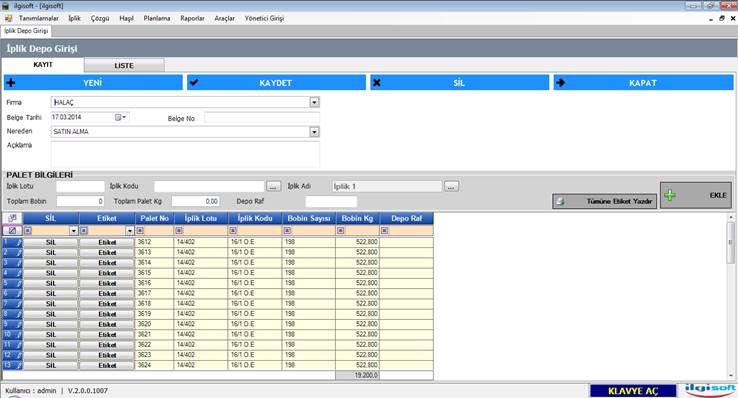 ilgisoft - [ilgisoft]
Tanımlamalar İplik Çözgü Haşıl Planlama Raporlar Araçlar Yönetici Girişi
İplik Depo Girişi
İplik Depo Girişi
KAYIT LİSTE
YENİ KAYDET SİL KAPAT
Firma HALAÇ
Belge Tarihi 17.03.2014 Belge No
Nereden SATIN ALMA
Açıklama
PALET BİLGİLERİ
İplik Lotu İplik Kodu ... İplik Adı İplik 1 ...
Toplam Bobin 0 Toplam Palet Kg 0,00 Depo Raf Tümüne Etiket Yazdır EKLE
SİL Etiket Palet No İplik Lotu İplik Kodu Bobin Sayısı Bobin Kg Depo Raf
1 SİL Etiket 3612 14/402 16/1 O.E 198 522,800
2 SİL Etiket 3613 14/402 16/1 O.E 198 522,800
3 SİL Etiket 3614 14/402 16/1 O.E 198 522,800
4 SİL Etiket 3615 14/402 16/1 O.E 198 522,800
5 SİL Etiket 3616 14/402 16/1 O.E 198 522,800
6 SİL Etiket 3617 14/402 16/1 O.E 198 522,800
7 SİL Etiket 3618 14/402 16/1 O.E 198 522,800
8 SİL Etiket 3619 14/402 16/1 O.E 198 522,800
9 SİL Etiket 3620 14/402 16/1 O.E 198 522,800
10 SİL Etiket 3621 14/402 16/1 O.E 198 522,800
11 SİL Etiket 3622 14/402 16/1 O.E 198 522,800
12 SİL Etiket 3623 14/402 16/1 O.E 198 522,800
13 SİL Etiket 3624 14/402 16/1 O.E 198 522,800
19.200,0
Kullanıcı : admin | V.2.0.0.1007 KLAVYE AÇ ilgisoft